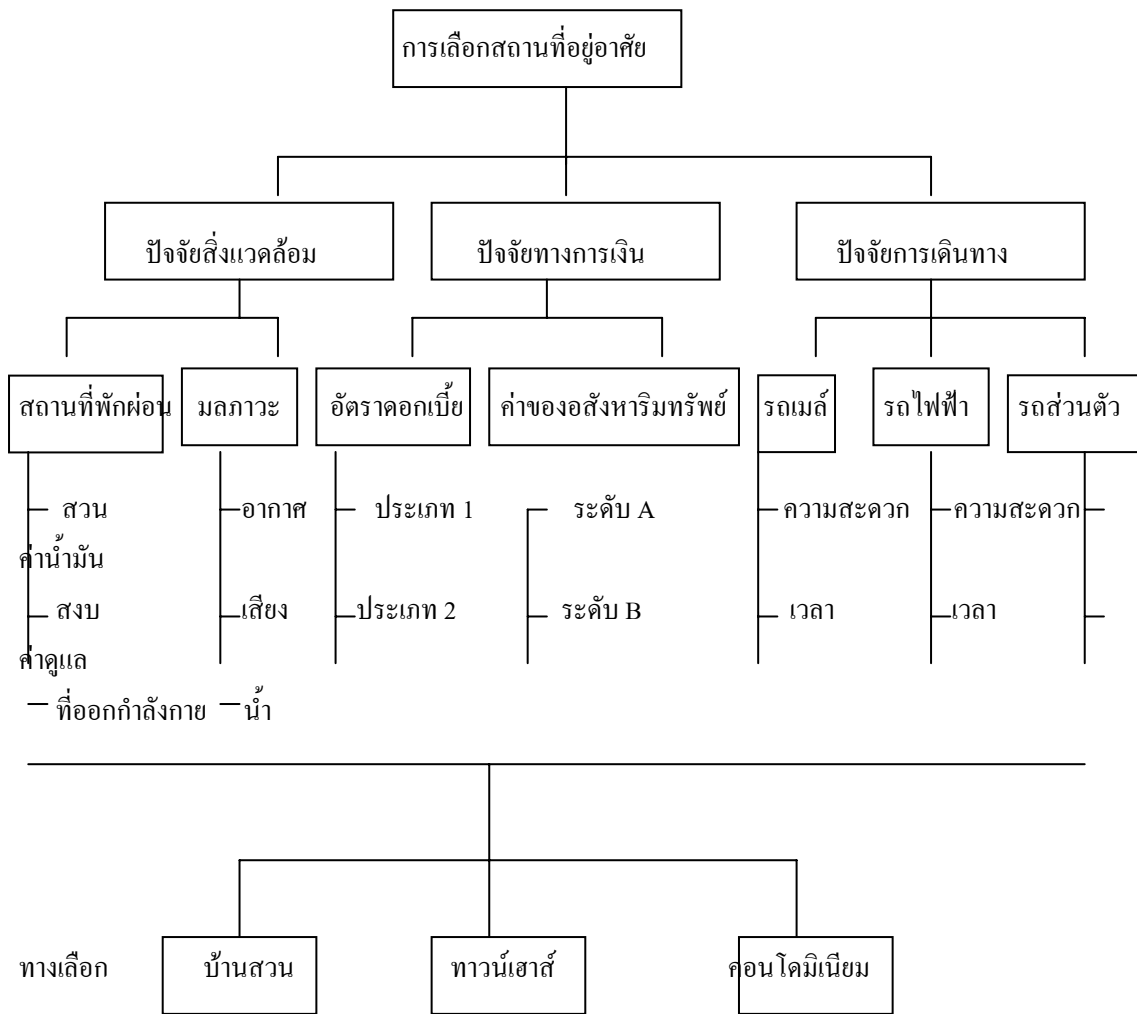 การเลือกสถานที่อยู่อาศัย
ปัจจัยสิ่งแวดล้อม ปัจจัยทางการเงิน ปัจจัยการเดินทาง
สถานที่พักผ่อน มลภาวะ อัตราดอกเบี้ย ค่าของอสังหาริมทรัพย์ รถเมล์ รถไฟฟ้า รถส่วนตัว
สวน อากาศ ประเภท 1 ระดับ A ความสะดวก ความสะดวก
ค่าน้ำมัน
สงบ เสียง ประเภท 2 ระดับ B เวลา เวลา
ค่าดูแล
ที่ออกกำลังกาย น้ำ
ทางเลือก บ้านสวน ทาวน์เฮาส์ คอนโดมิเนียม